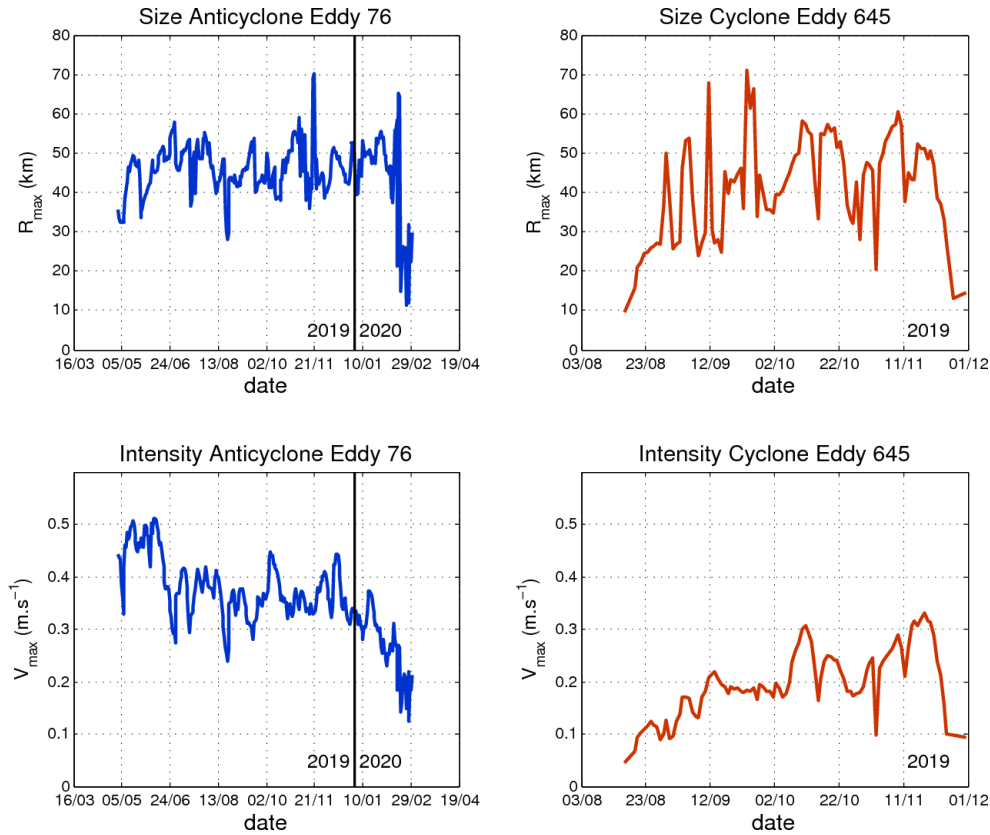 Size Anticyclone Eddy 76
80
70
60
50
40
30
20
10
0
R_max (km)
2019 2020
16/03 05/05 24/06 13/08 02/10 21/11 10/01 29/02 19/04
date
Size Cyclone Eddy 645
80
70
60
50
40
30
20
10
0
R_max (km)
2019
03/08 23/08 12/09 02/10 22/10 11/11 01/12
date
Intensity Anticyclone Eddy 76
0.5
0.4
0.3
0.2
0.1
0
V_max (m.s⁻¹)
2019 2020
16/03 05/05 24/06 13/08 02/10 21/11 10/01 29/02 19/04
date
Intensity Cyclone Eddy 645
0.5
0.4
0.3
0.2
0.1
0
V_max (m.s⁻¹)
2019
03/08 23/08 12/09 02/10 22/10 11/11 01/12
date